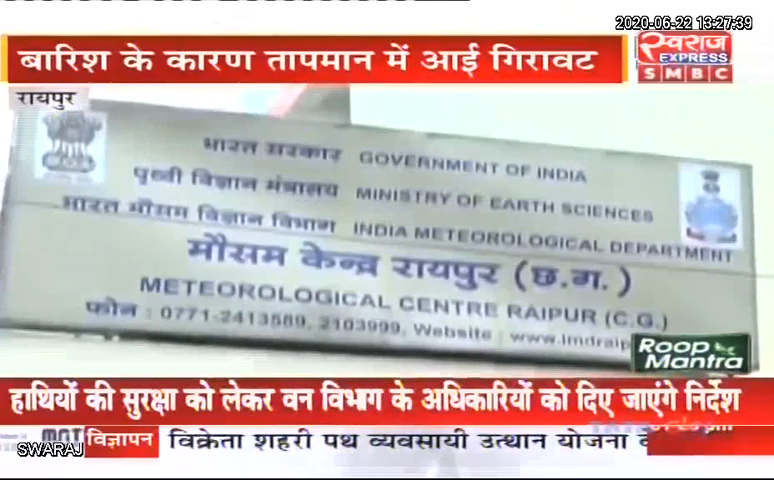 2020-06-22 13:27:39
बारिश के कारण तापमान में आई गिरावट
स्वराज
EXPRESS
SMBC
रायपुर
भारत सरकार GOVERNMENT OF INDIA
पृथ्वी विज्ञान मंत्रालय MINISTRY OF EARTH SCIENCES
भारत मौसम विज्ञान विभाग INDIA METEOROLOGICAL DEPARTMENT
मौसम केन्द्र रायपुर (छ.ग.)
METEOROLOGICAL CENTRE RAIPUR (C.G.)
फोन : 0771-2413589, 2103999, Website : www.imdraip
Roop
Mantra
हाथियों की सुरक्षा को लेकर वन विभाग के अधिकारियों को दिए जाएंगे निर्देश
विज्ञापन विक्रेता शहरी पथ व्यवसायी उत्थान योजना
SWARAJ